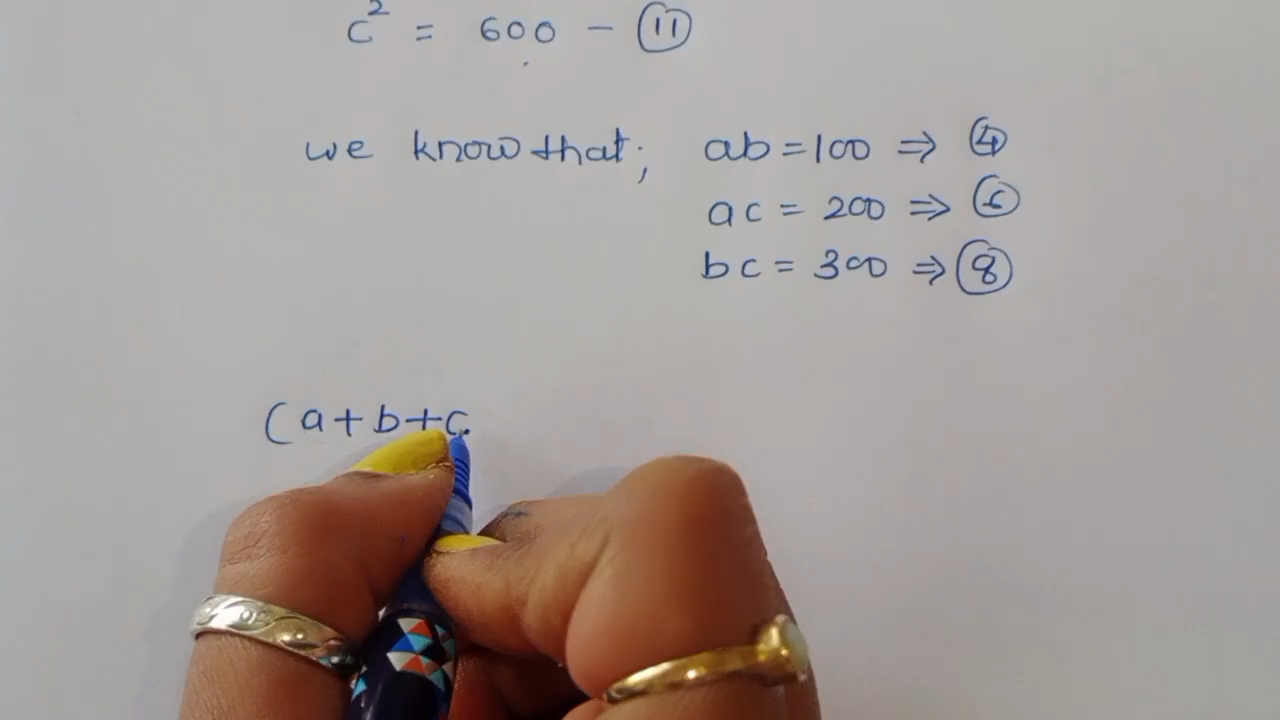 c² = 600 - ⑪
we know that; ab = 100 ⇒ ④
ac = 200 ⇒ ⑥
bc = 300 ⇒ ⑧
(a+b+c